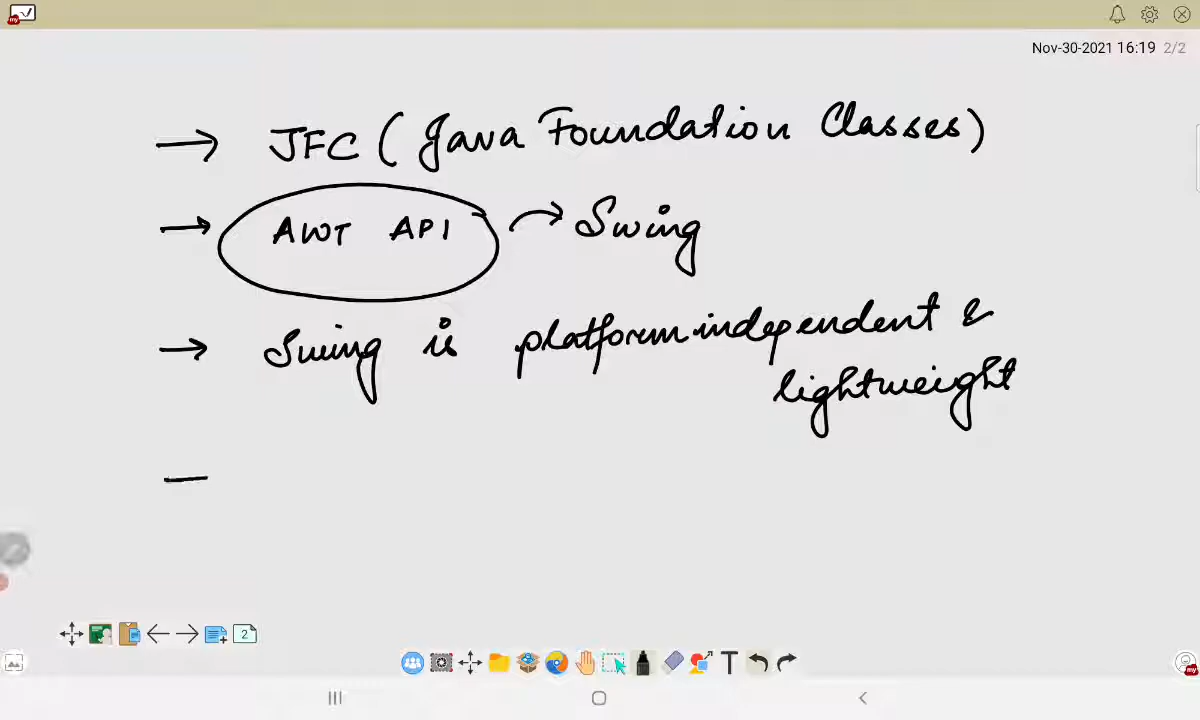 Nov-30-2021 16:19 2/2
→ JFC (Java Foundation Classes)
→ AWT API → Swing
→ Swing is platform independent &
lightweight
—
2
T